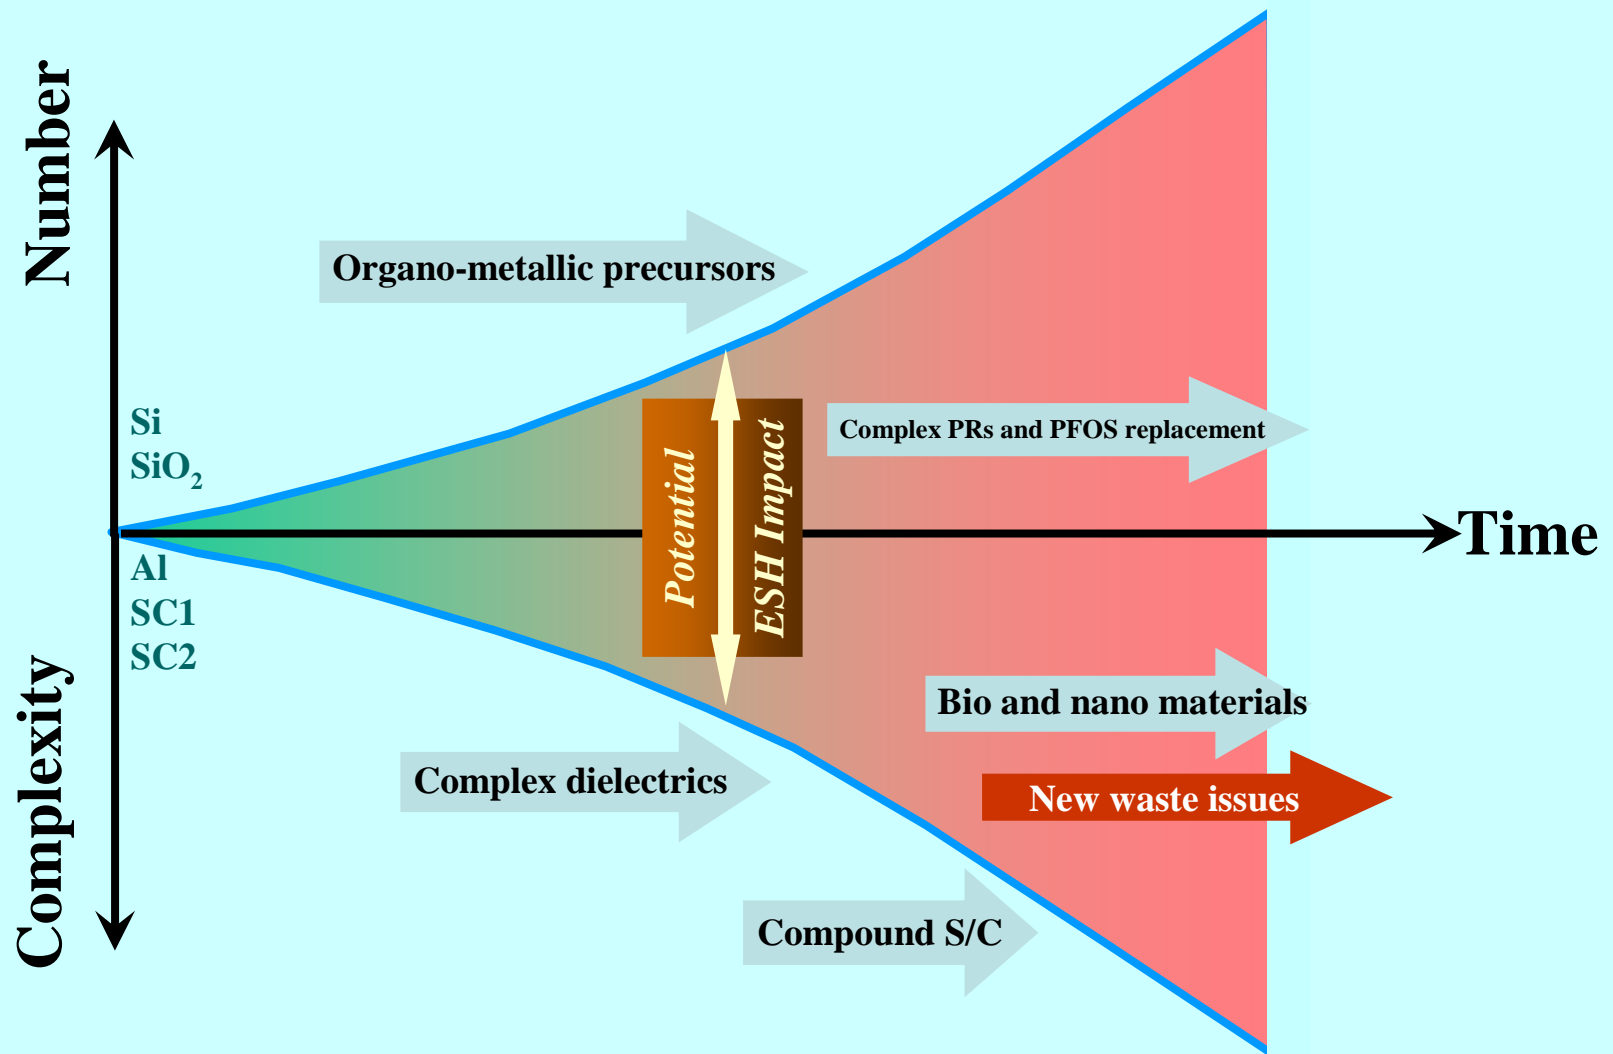 Number
Organo-metallic precursors
Si
SiO₂
Complex PRs and PFOS replacement
Potential
ESH Impact
Time
Al
SC1
SC2
Complexity
Bio and nano materials
Complex dielectrics
New waste issues
Compound S/C